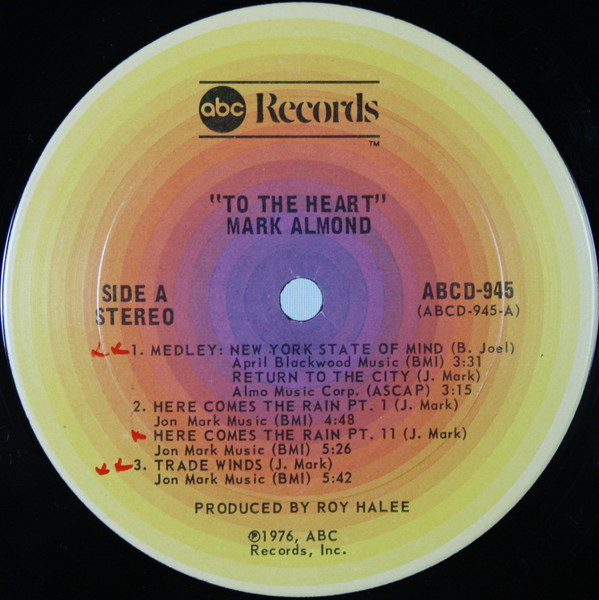 abc Records
TM
"TO THE HEART"
MARK ALMOND
SIDE A
STEREO
ABCD-945
(ABCD-945-A)
1. MEDLEY: NEW YORK STATE OF MIND (B. Joel)
April Blackwood Music (BMI) 3:31
RETURN TO THE CITY (J. Mark)
Almo Music Corp. (ASCAP) 3:15
2. HERE COMES THE RAIN PT. 1 (J. Mark)
Jon Mark Music (BMI) 4:48
HERE COMES THE RAIN PT. 11 (J. Mark)
Jon Mark Music (BMI) 5:26
3. TRADE WINDS (J. Mark)
Jon Mark Music (BMI) 5:42
PRODUCED BY ROY HALEE
℗1976, ABC
Records, Inc.